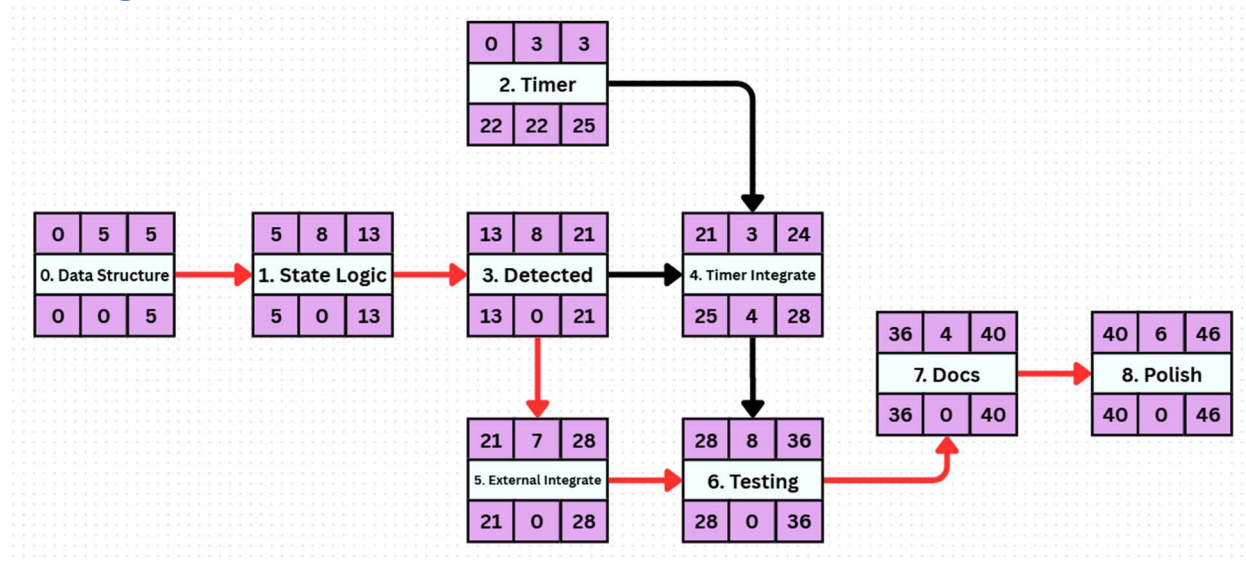 0 3 3
2. Timer
22 22 25
0 5 5
0. Data Structure
0 0 5
5 8 13
1. State Logic
5 0 13
13 8 21
3. Detected
13 0 21
21 3 24
4. Timer Integrate
25 4 28
36 4 40
7. Docs
36 0 40
40 6 46
8. Polish
40 0 46
21 7 28
5. External Integrate
21 0 28
28 8 36
6. Testing
28 0 36